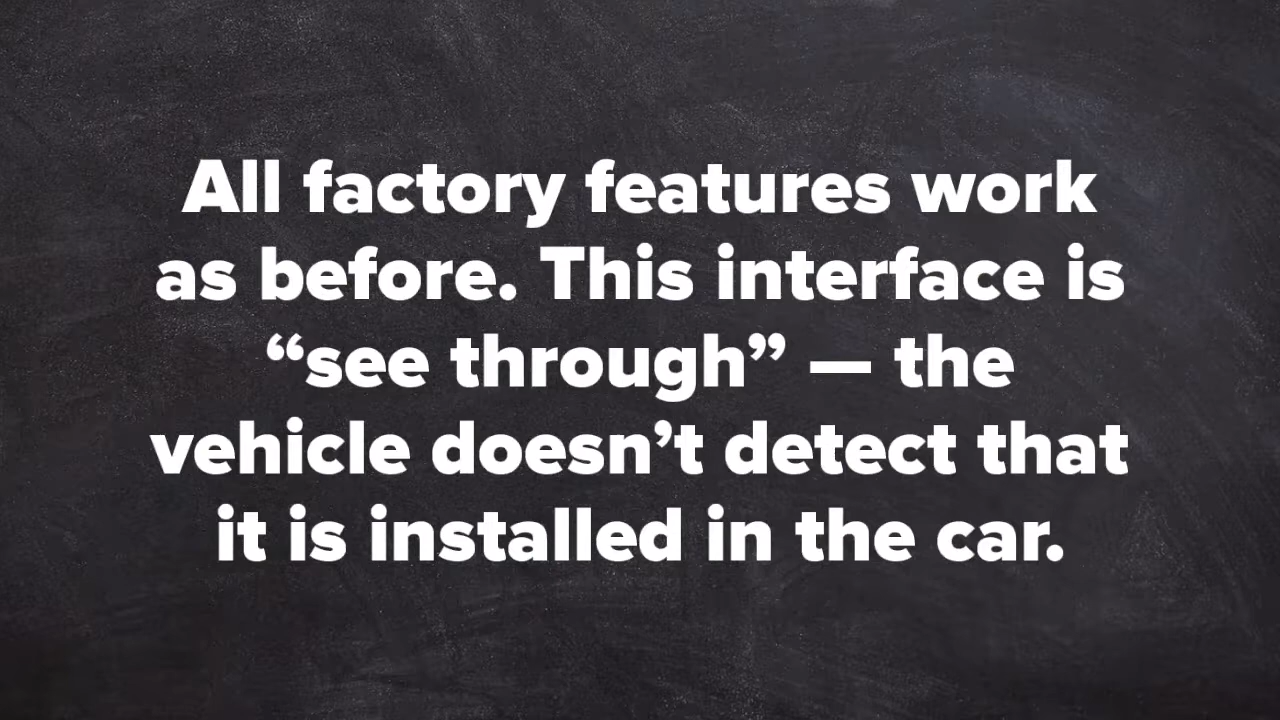 All factory features work
as before. This interface is
“see through” — the
vehicle doesn’t detect that
it is installed in the car.